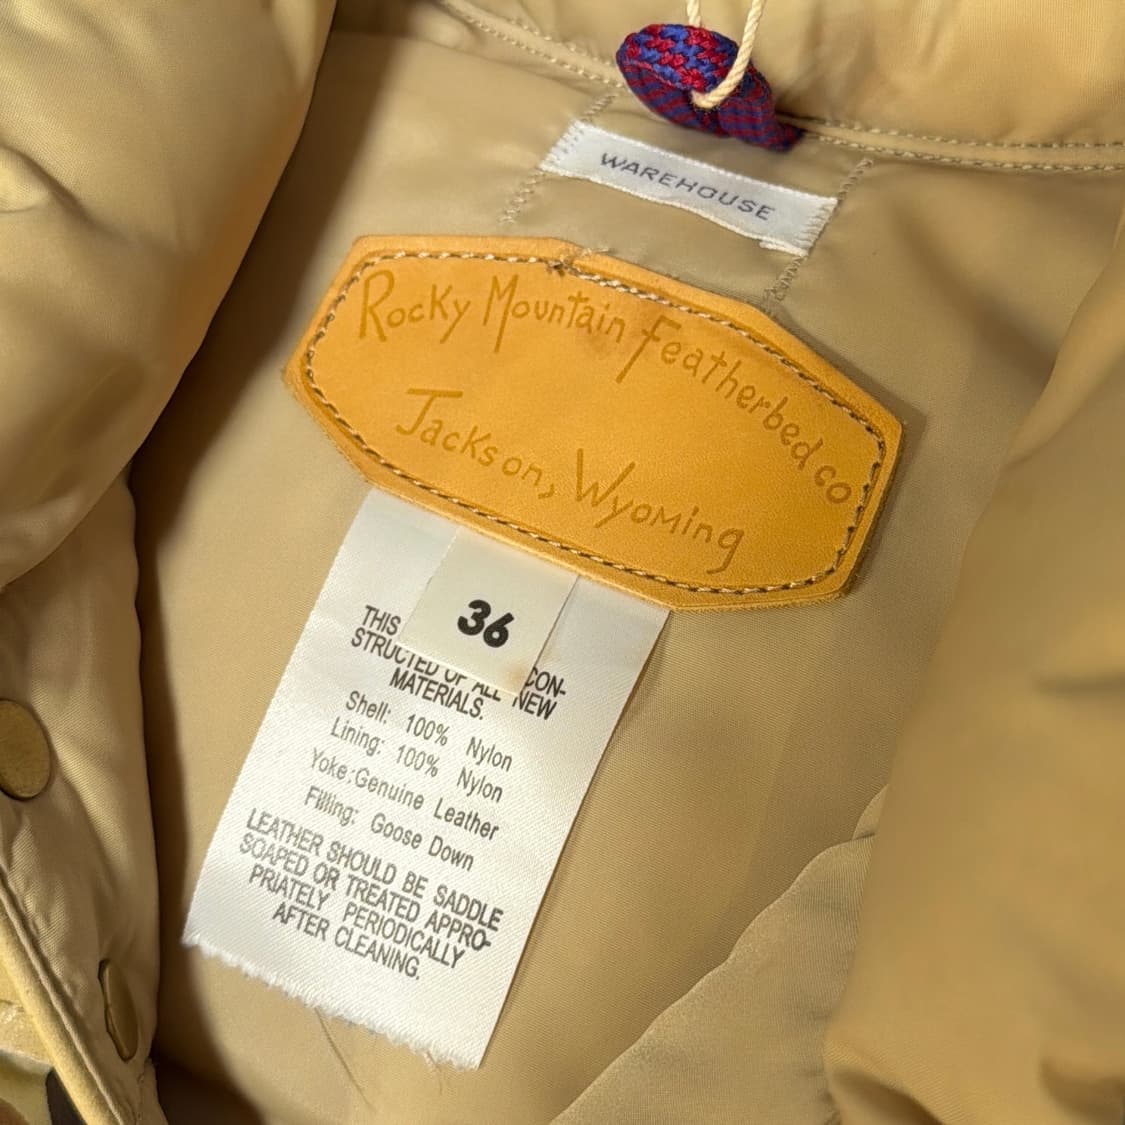 WAREHOUSE
Rocky Mountain Featherbed co
Jackson, Wyoming
36
THIS CON-
STRUCTED OF ALL NEW
MATERIALS.
Shell: 100% Nylon
Lining: 100% Nylon
Yoke:Genuine Leather
Filling: Goose Down
LEATHER SHOULD BE SADDLE
SOAPED OR TREATED APPRO-
PRIATELY PERIODICALLY
AFTER CLEANING.